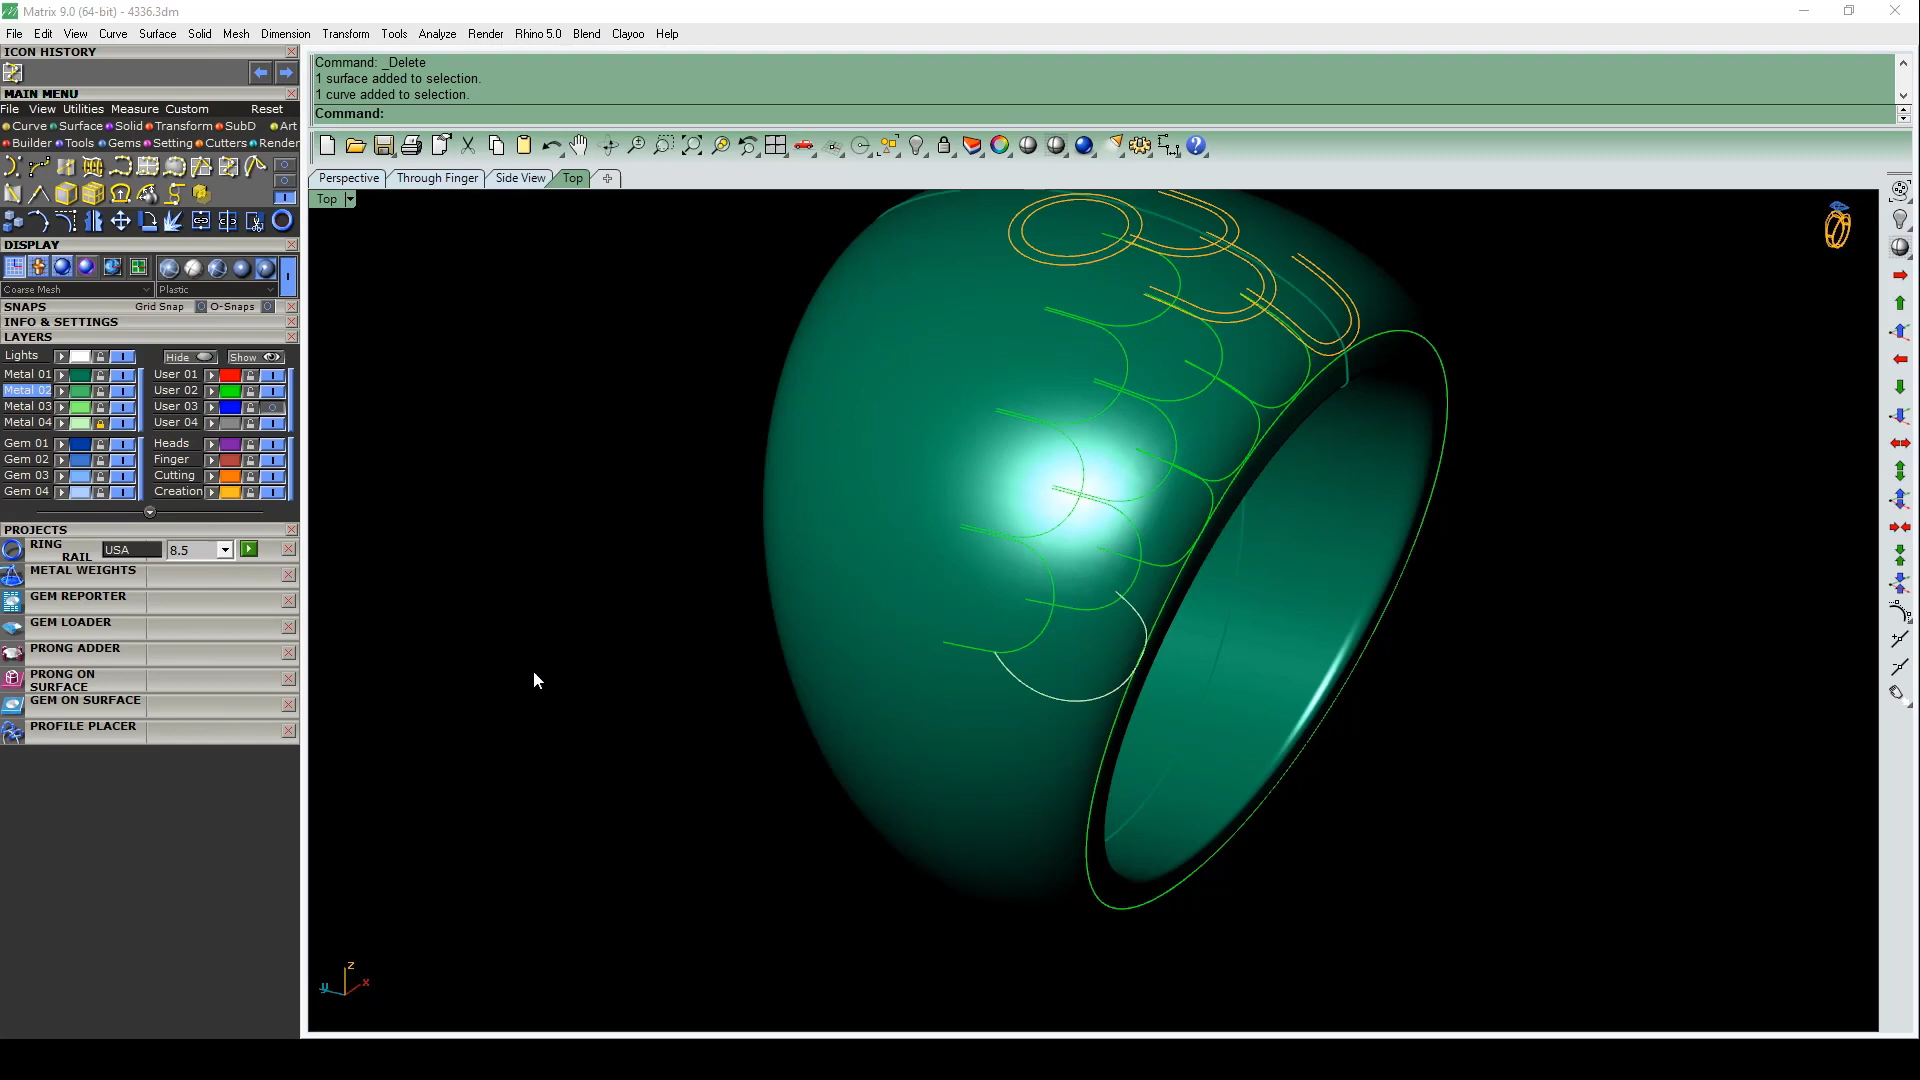 Matrix 9.0 (64-bit) - 4336.3dm
File Edit View Curve Surface Solid Mesh Dimension Transform Tools Analyze Render Rhino 5.0 Blend Clayoo Help
ICON HISTORY
MAIN MENU
File View Utilities Measure Custom Reset
Curve Surface Solid Transform SubD Art
Builder Tools Gems Setting Cutters Render
DISPLAY
Coarse Mesh Plastic
SNAPS Grid Snap O-Snaps
INFO & SETTINGS
LAYERS
Lights Hide Show
Metal 01 User 01
Metal 02 User 02
Metal 03 User 03
Metal 04 User 04
Gem 01 Heads
Gem 02 Finger
Gem 03 Cutting
Gem 04 Creation
PROJECTS
RING RAIL USA 8.5
METAL WEIGHTS
GEM REPORTER
GEM LOADER
PRONG ADDER
PRONG ON SURFACE
GEM ON SURFACE
PROFILE PLACER
Command: _Delete
1 surface added to selection.
1 curve added to selection.
Command:
Perspective Through Finger Side View Top
Top
z
y x